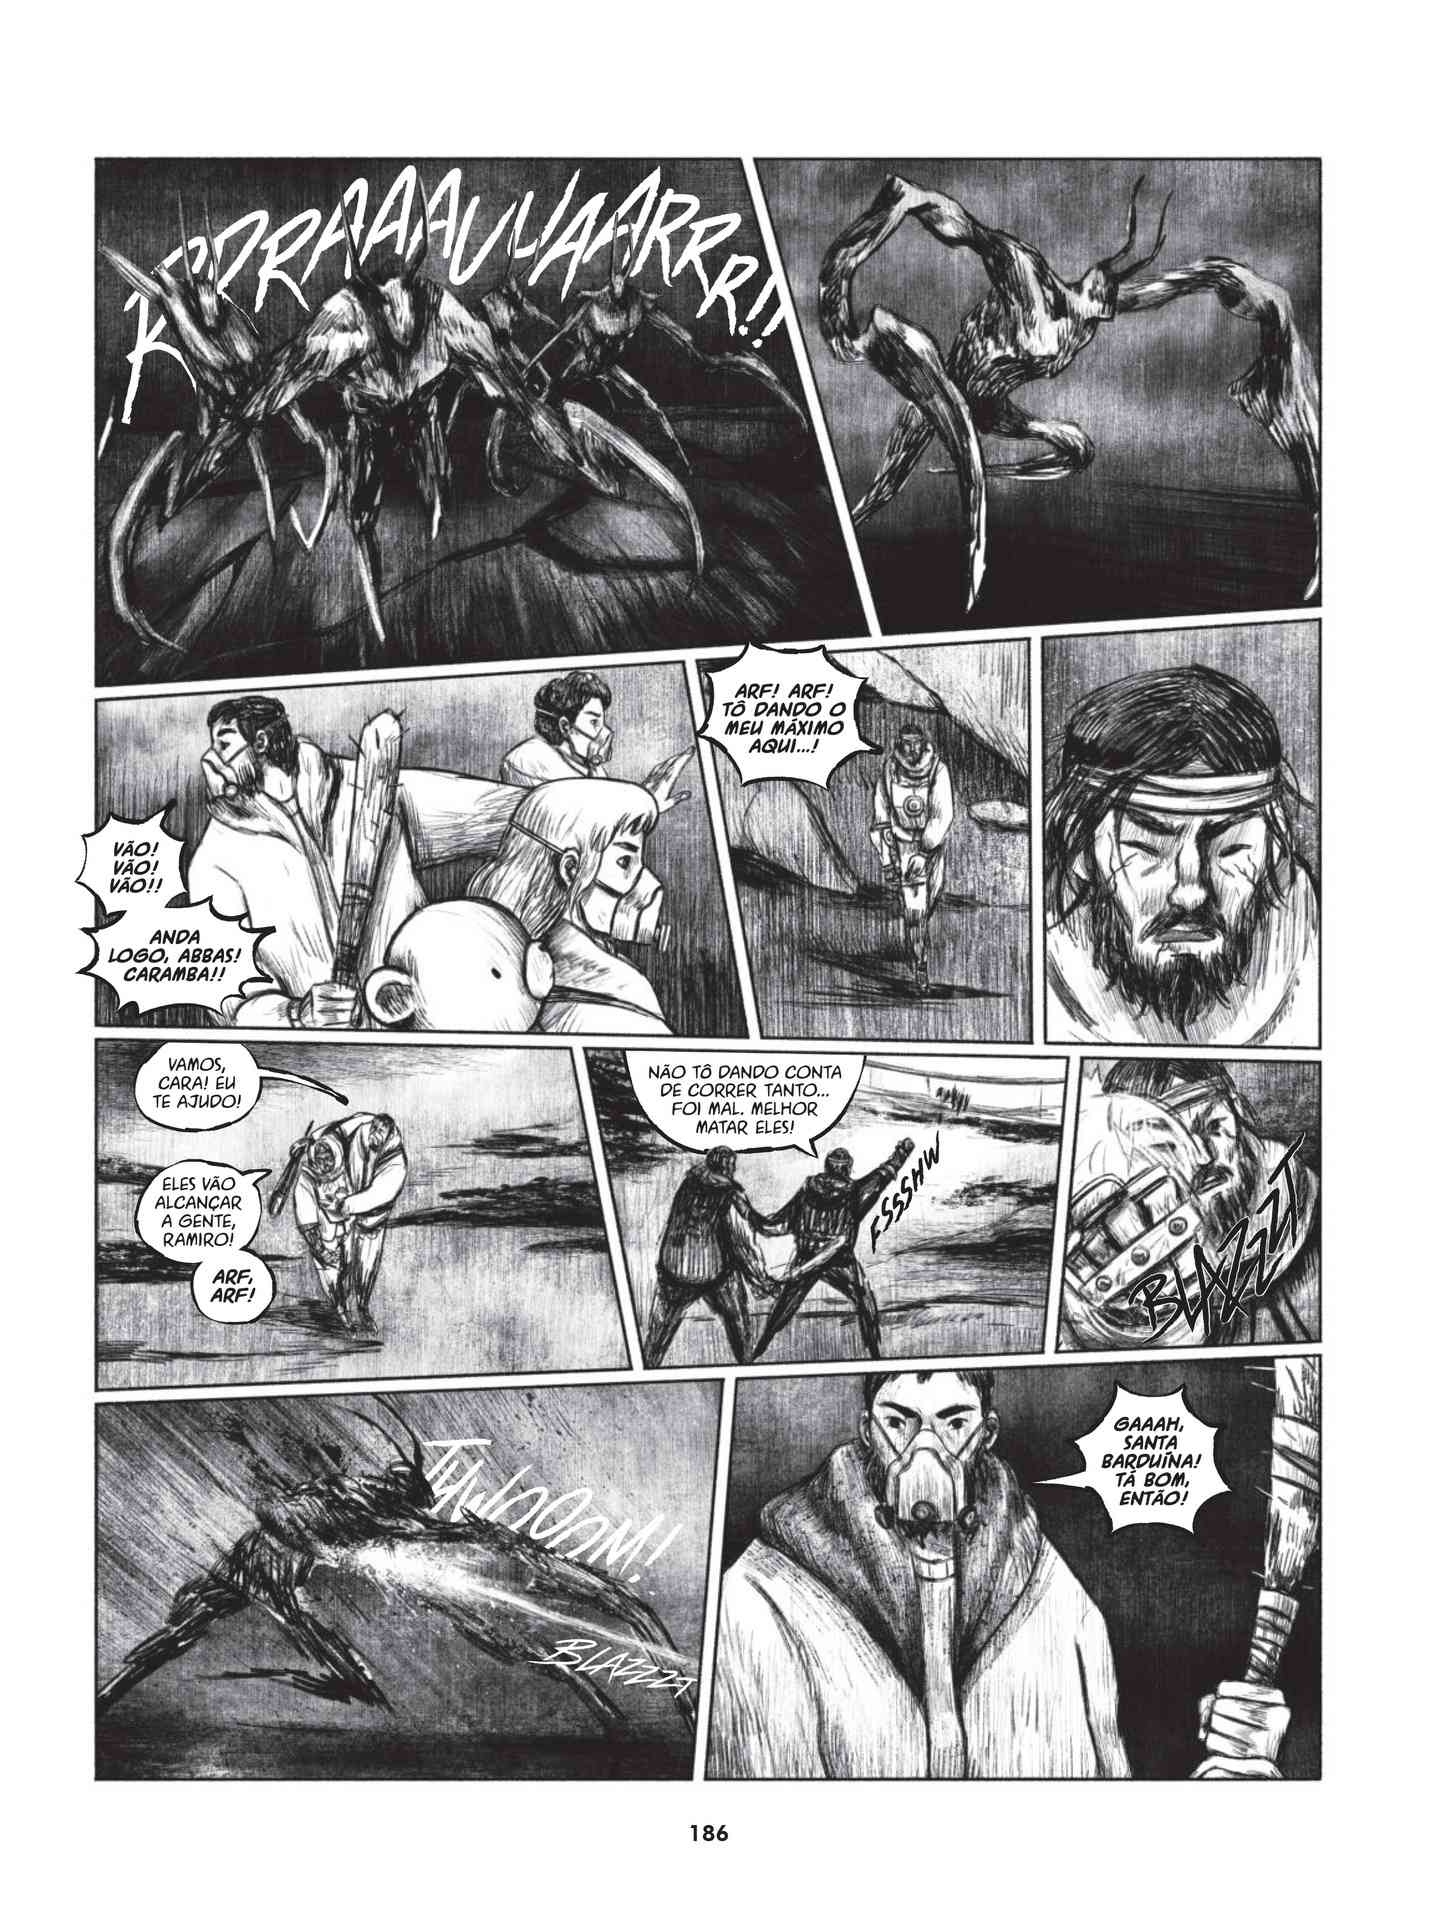 KRRRAAAAUUAARRRR!!
VÃO!
VÃO!
VÃO!!
ANDA
LOGO, ABBAS!
CARAMBA!!
ARF! ARF!
TÔ DANDO O
MEU MÁXIMO
AQUI...!
VAMOS,
CARA! EU
TE AJUDO!
ELES VÃO
ALCANÇAR
A GENTE,
RAMIRO!
ARF,
ARF!
NÃO TÔ DANDO CONTA
DE CORRER TANTO...
FOI MAL. MELHOR
MATAR ELES!
FSSSHW
BLAZZZT
TWOOOOM!
BLAZZZT
GAAAH,
SANTA
BARDUÍNA!
TÁ BOM,
ENTÃO!
186